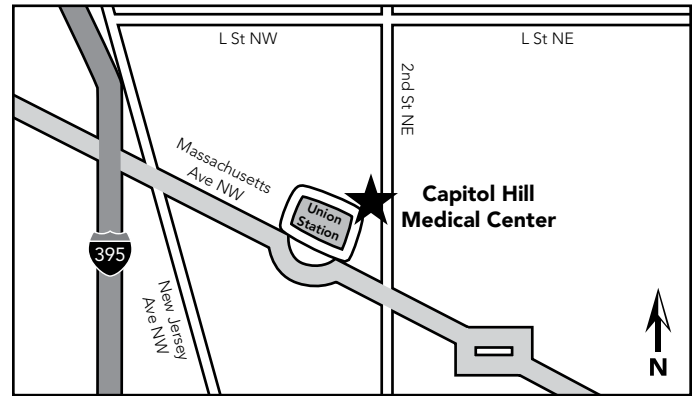 L St NW
L St NE
2nd St NE
Massachusetts
Ave NW
Union
Station
Capitol Hill
Medical Center
395
New Jersey
Ave NW
N